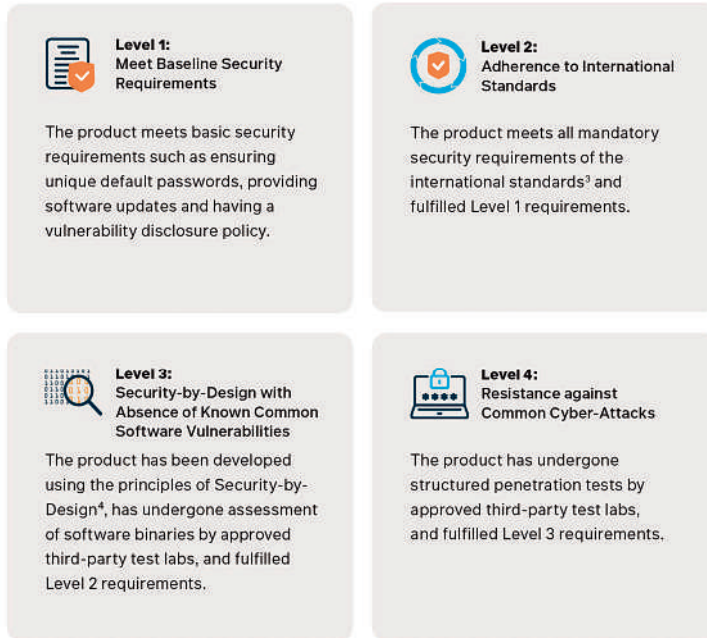 Level 1:
Meet Baseline Security
Requirements
The product meets basic security
requirements such as ensuring
unique default passwords, providing
software updates and having a
vulnerability disclosure policy.
Level 2:
Adherence to International
Standards
The product meets all mandatory
security requirements of the
international standards³ and
fulfilled Level 1 requirements.
Level 3:
Security-by-Design with
Absence of Known Common
Software Vulnerabilities
The product has been developed
using the principles of Security-by-
Design⁴, has undergone assessment
of software binaries by approved
third-party test labs, and fulfilled
Level 2 requirements.
Level 4:
Resistance against
Common Cyber-Attacks
The product has undergone
structured penetration tests by
approved third-party test labs,
and fulfilled Level 3 requirements.